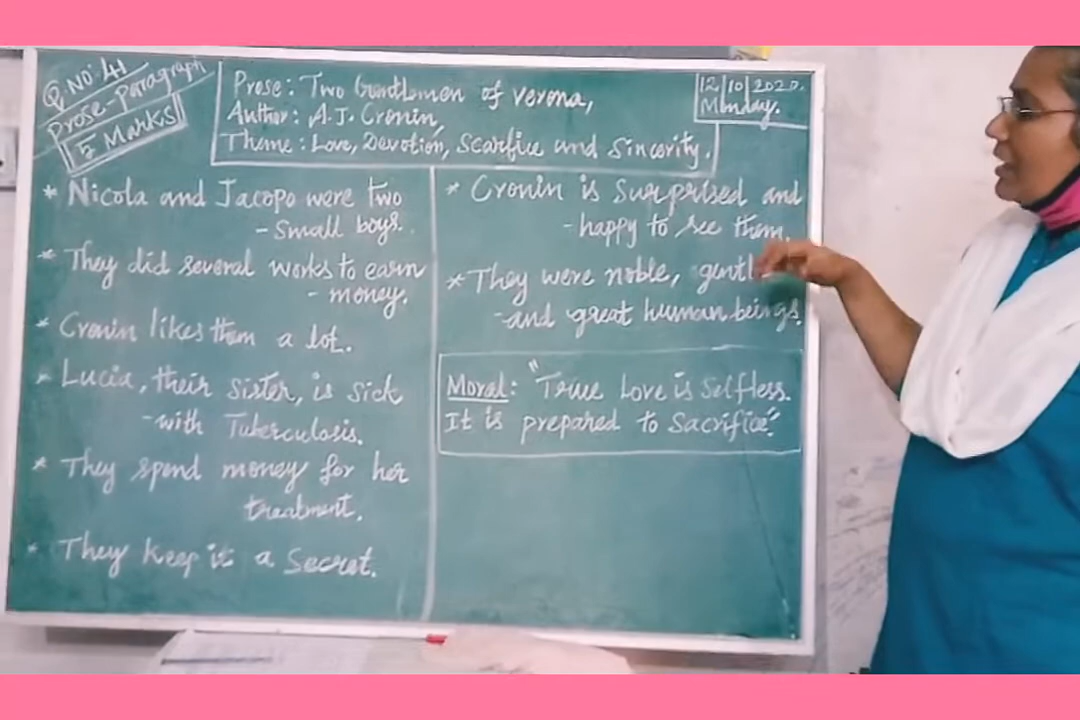 Q.NO:41
Prose-Paragraph
5 Marks
Prose: Two Gentlemen of Verona,
Author: A.J. Cronin,
Theme: Love, Devotion, Scarfice and Sincerity.
12/10/2020.
Monday.
* Nicola and Jacopo were two
- small boys.
* They did several works to earn
- money.
* Cronin likes them a lot.
* Lucia, their sister, is sick
- with Tuberculosis.
* They spend money for her
treatment.
* They keep it a Secret.
* Cronin is Surprised and
- happy to see them.
* They were noble, gentl
- and great human beings.
Moral: "True Love is Selfless.
It is prepared to Sacrifice."